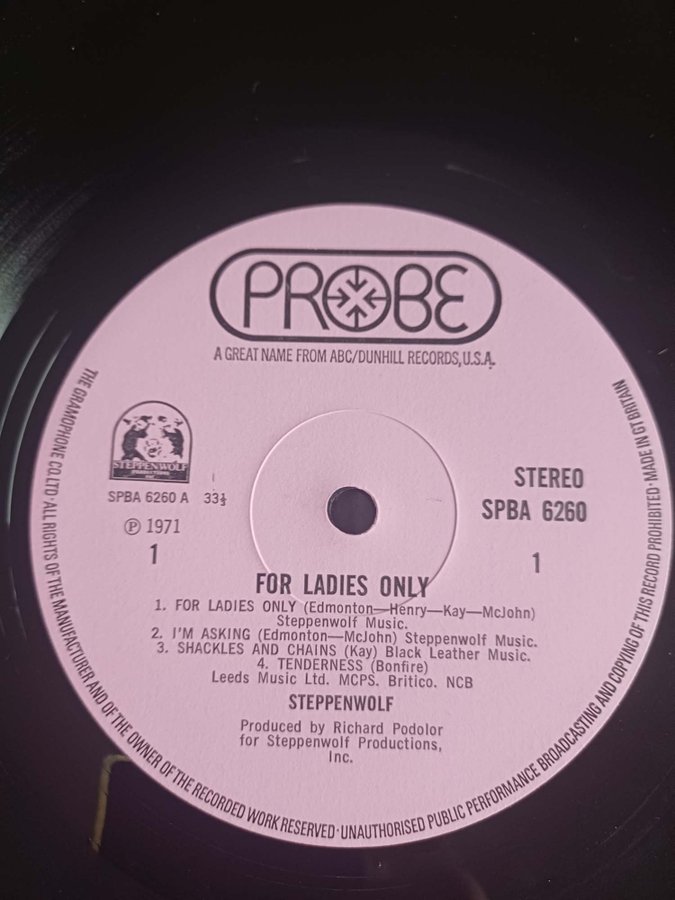 PROBE
A GREAT NAME FROM ABC/DUNHILL RECORDS, U.S.A.
STEPPENWOLF
PRODUCTIONS
INC
SPBA 6260 A 33⅓
Ⓟ 1971
1
STEREO
SPBA 6260
1
FOR LADIES ONLY
1. FOR LADIES ONLY (Edmonton—Henry—Kay—McJohn)
Steppenwolf Music.
2. I'M ASKING (Edmonton—McJohn) Steppenwolf Music.
3. SHACKLES AND CHAINS (Kay) Black Leather Music.
4. TENDERNESS (Bonfire)
Leeds Music Ltd. MCPS. Britico. NCB
STEPPENWOLF
Produced by Richard Podolor
for Steppenwolf Productions,
Inc.
THE GRAMOPHONE CO. LTD · ALL RIGHTS OF THE MANUFACTURER AND OF THE OWNER OF THE RECORDED WORK RESERVED · UNAUTHORISED PUBLIC PERFORMANCE BROADCASTING AND COPYING OF THIS RECORD PROHIBITED · MADE IN GT BRITAIN